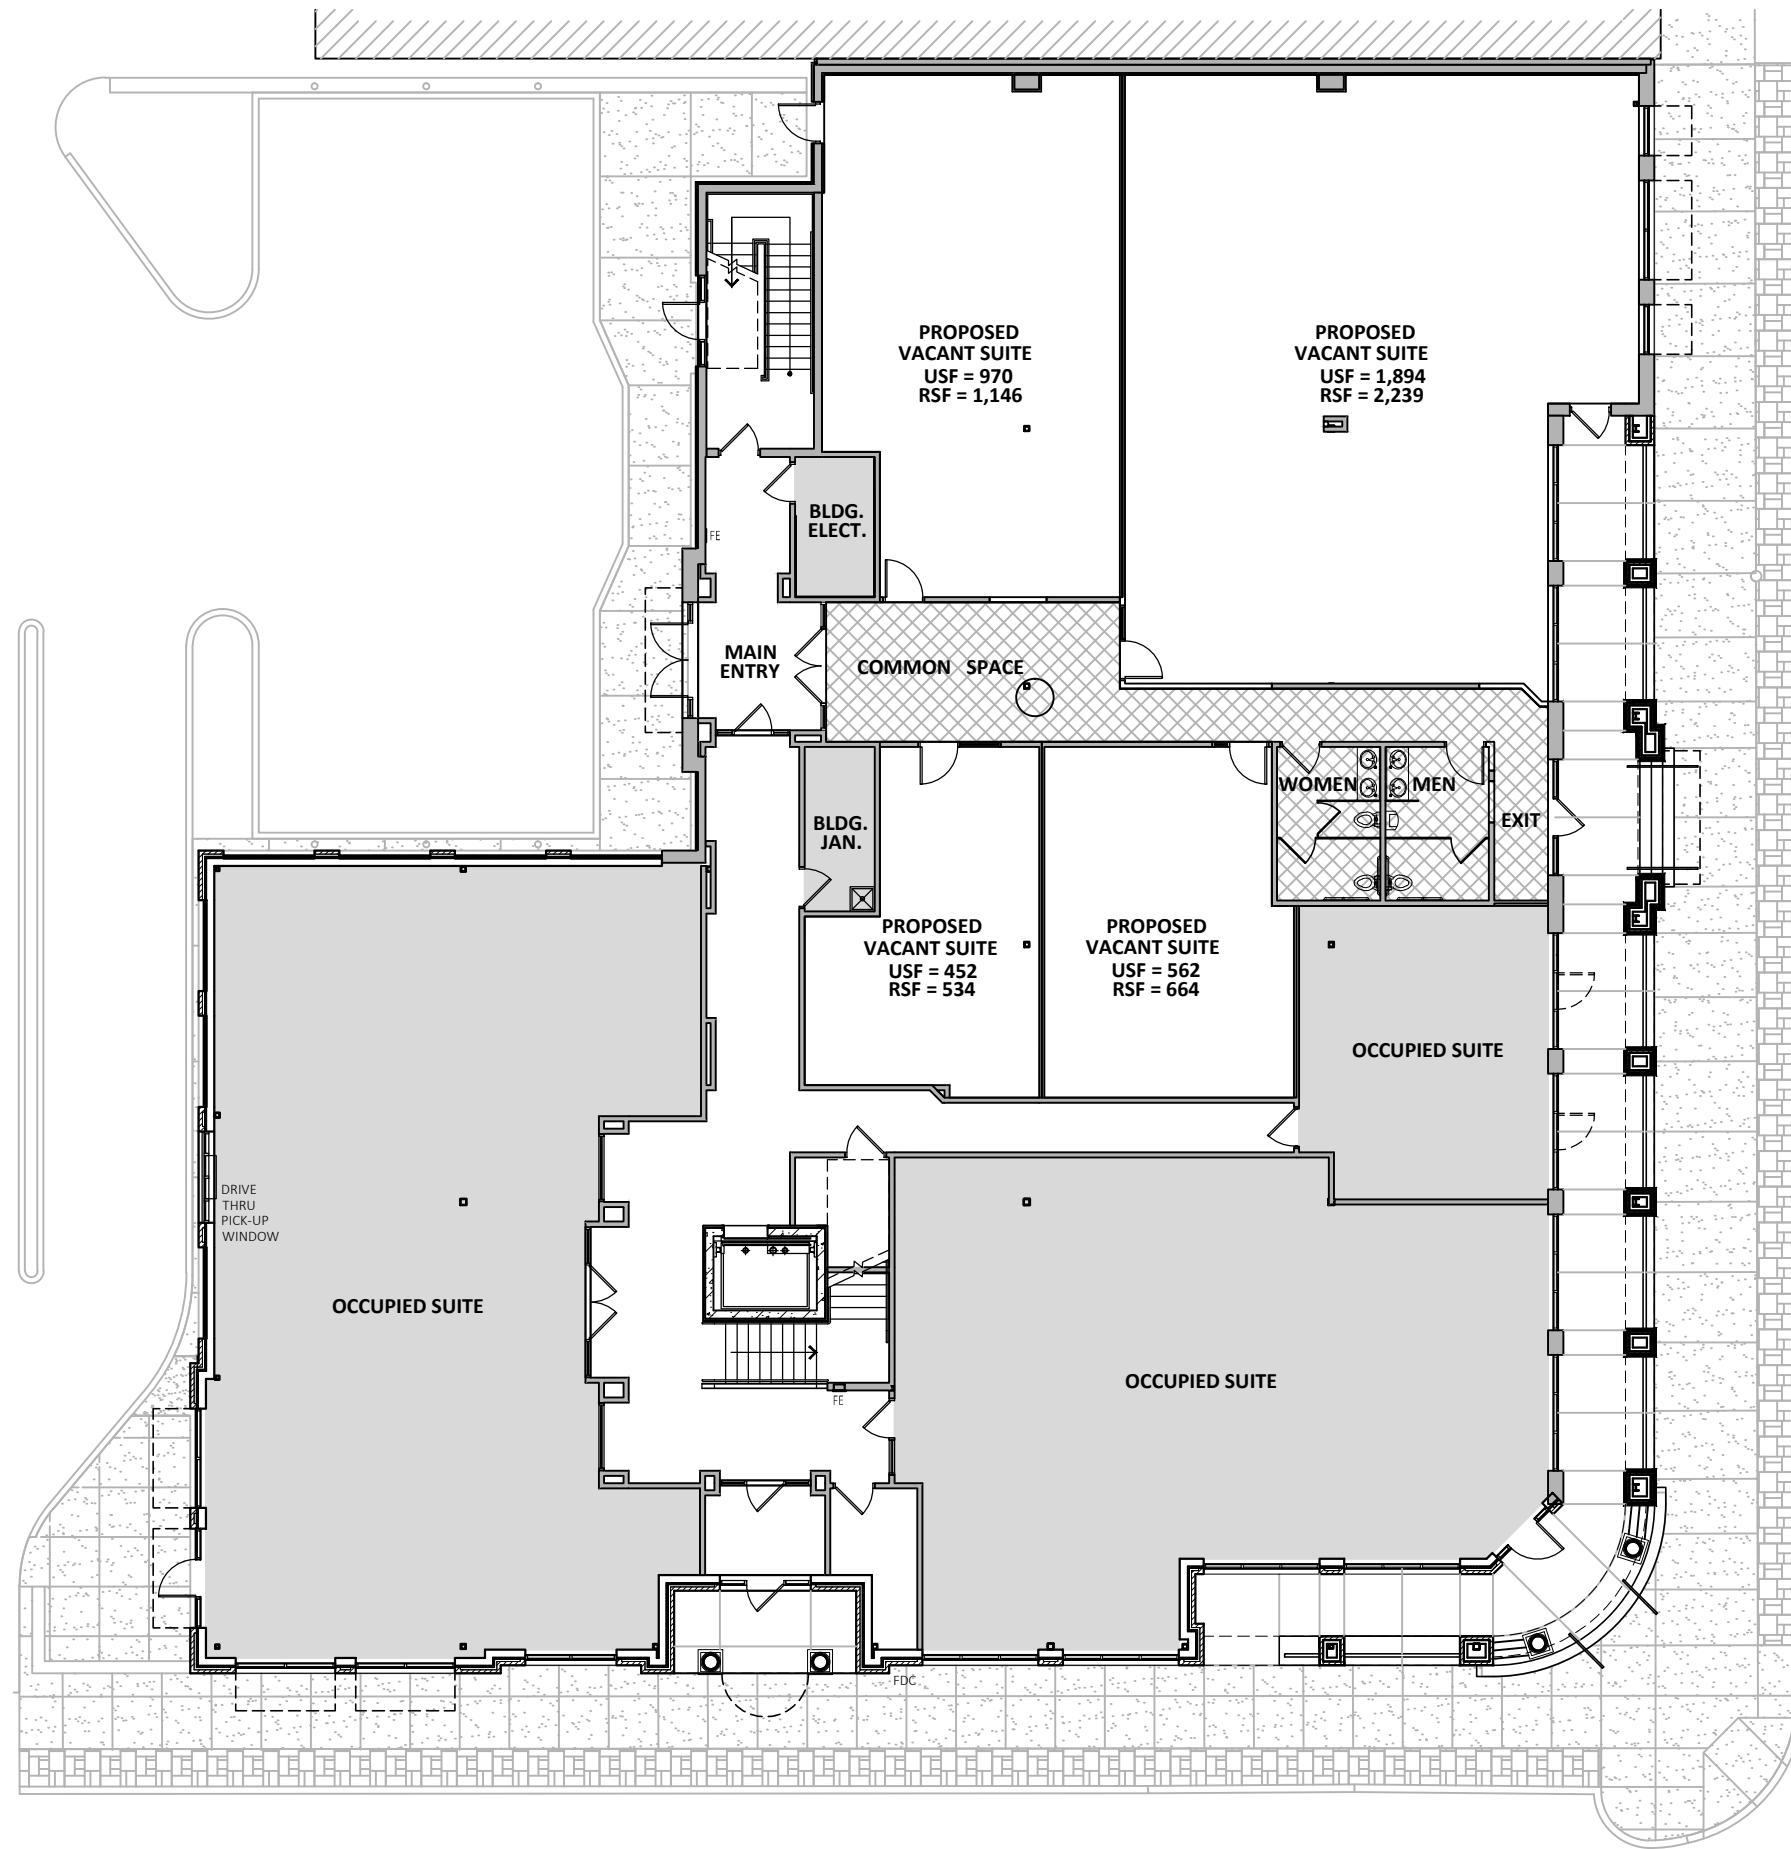 PROPOSED
VACANT SUITE
USF = 970
RSF = 1,146
PROPOSED
VACANT SUITE
USF = 1,894
RSF = 2,239
BLDG.
ELECT.
FE
MAIN
ENTRY
COMMON SPACE
WOMEN
MEN
EXIT
BLDG.
JAN.
PROPOSED
VACANT SUITE
USF = 452
RSF = 534
PROPOSED
VACANT SUITE
USF = 562
RSF = 664
OCCUPIED SUITE
DRIVE
THRU
PICK-UP
WINDOW
OCCUPIED SUITE
OCCUPIED SUITE
FE
FDC